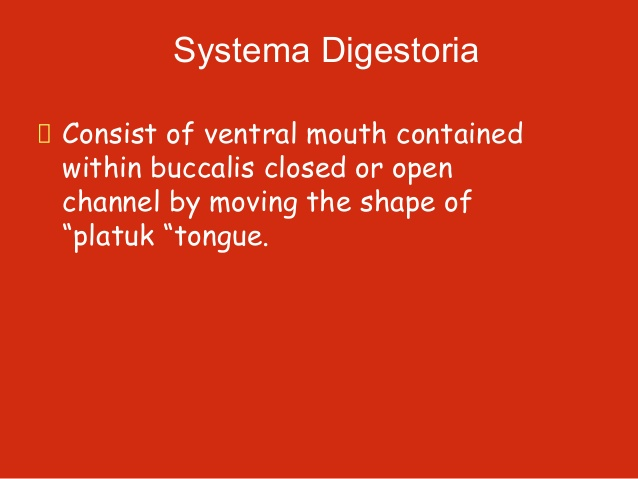 Systema Digestoria
Consist of ventral mouth contained
within buccalis closed or open
channel by moving the shape of
“platuk “tongue.